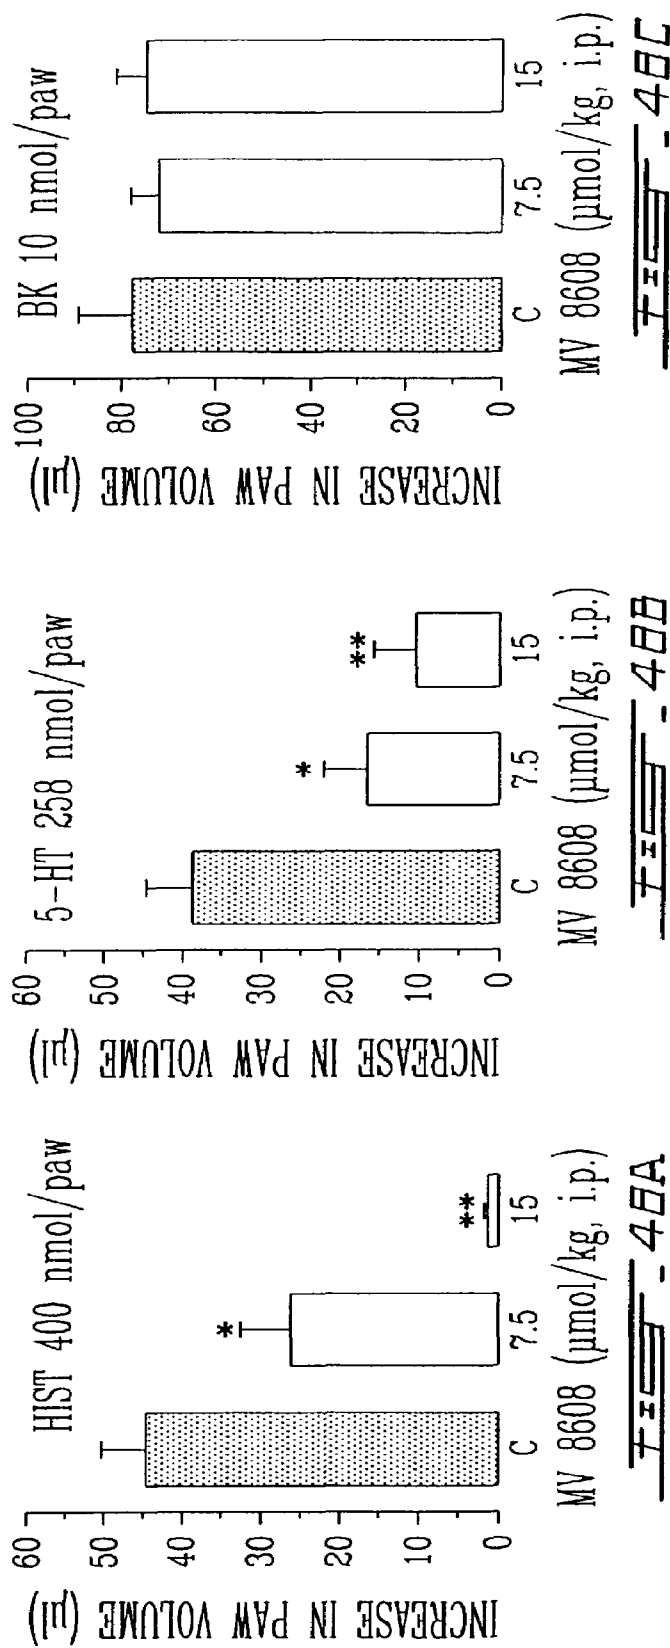 HIST 400 nmol/paw
INCREASE IN PAW VOLUME (µl)
60
50
40
30
20
10
0
*
**
C
7.5
15
MV 8608 (µmol/kg, i.p.)
FIG-48A
5-HT 258 nmol/paw
INCREASE IN PAW VOLUME (µl)
60
50
40
30
20
10
0
*
**
C
7.5
15
MV 8608 (µmol/kg, i.p.)
FIG-48B
BK 10 nmol/paw
INCREASE IN PAW VOLUME (µl)
100
80
60
40
20
0
C
7.5
15
MV 8608 (µmol/kg, i.p.)
FIG-48C